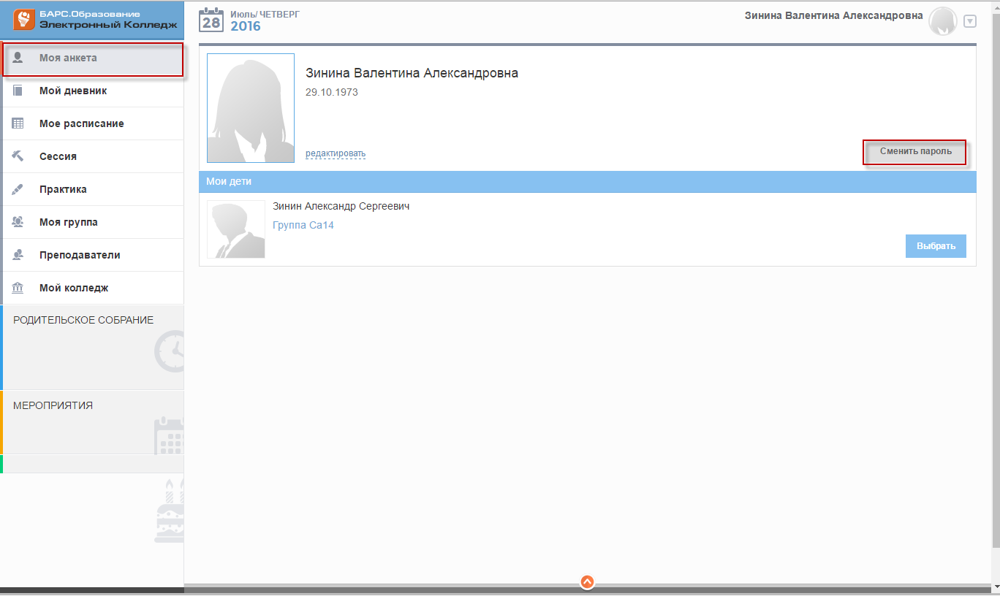 БАРС.Образование
Электронный Колледж
28
Июль/ ЧЕТВЕРГ
2016
Зинина Валентина Александровна
Моя анкета
Мой дневник
Мое расписание
Сессия
Практика
Моя группа
Преподаватели
Мой колледж
РОДИТЕЛЬСКОЕ СОБРАНИЕ
МЕРОПРИЯТИЯ
Зинина Валентина Александровна
29.10.1973
редактировать
Сменить пароль
Мои дети
Зинин Александр Сергеевич
Группа Са14
Выбрать